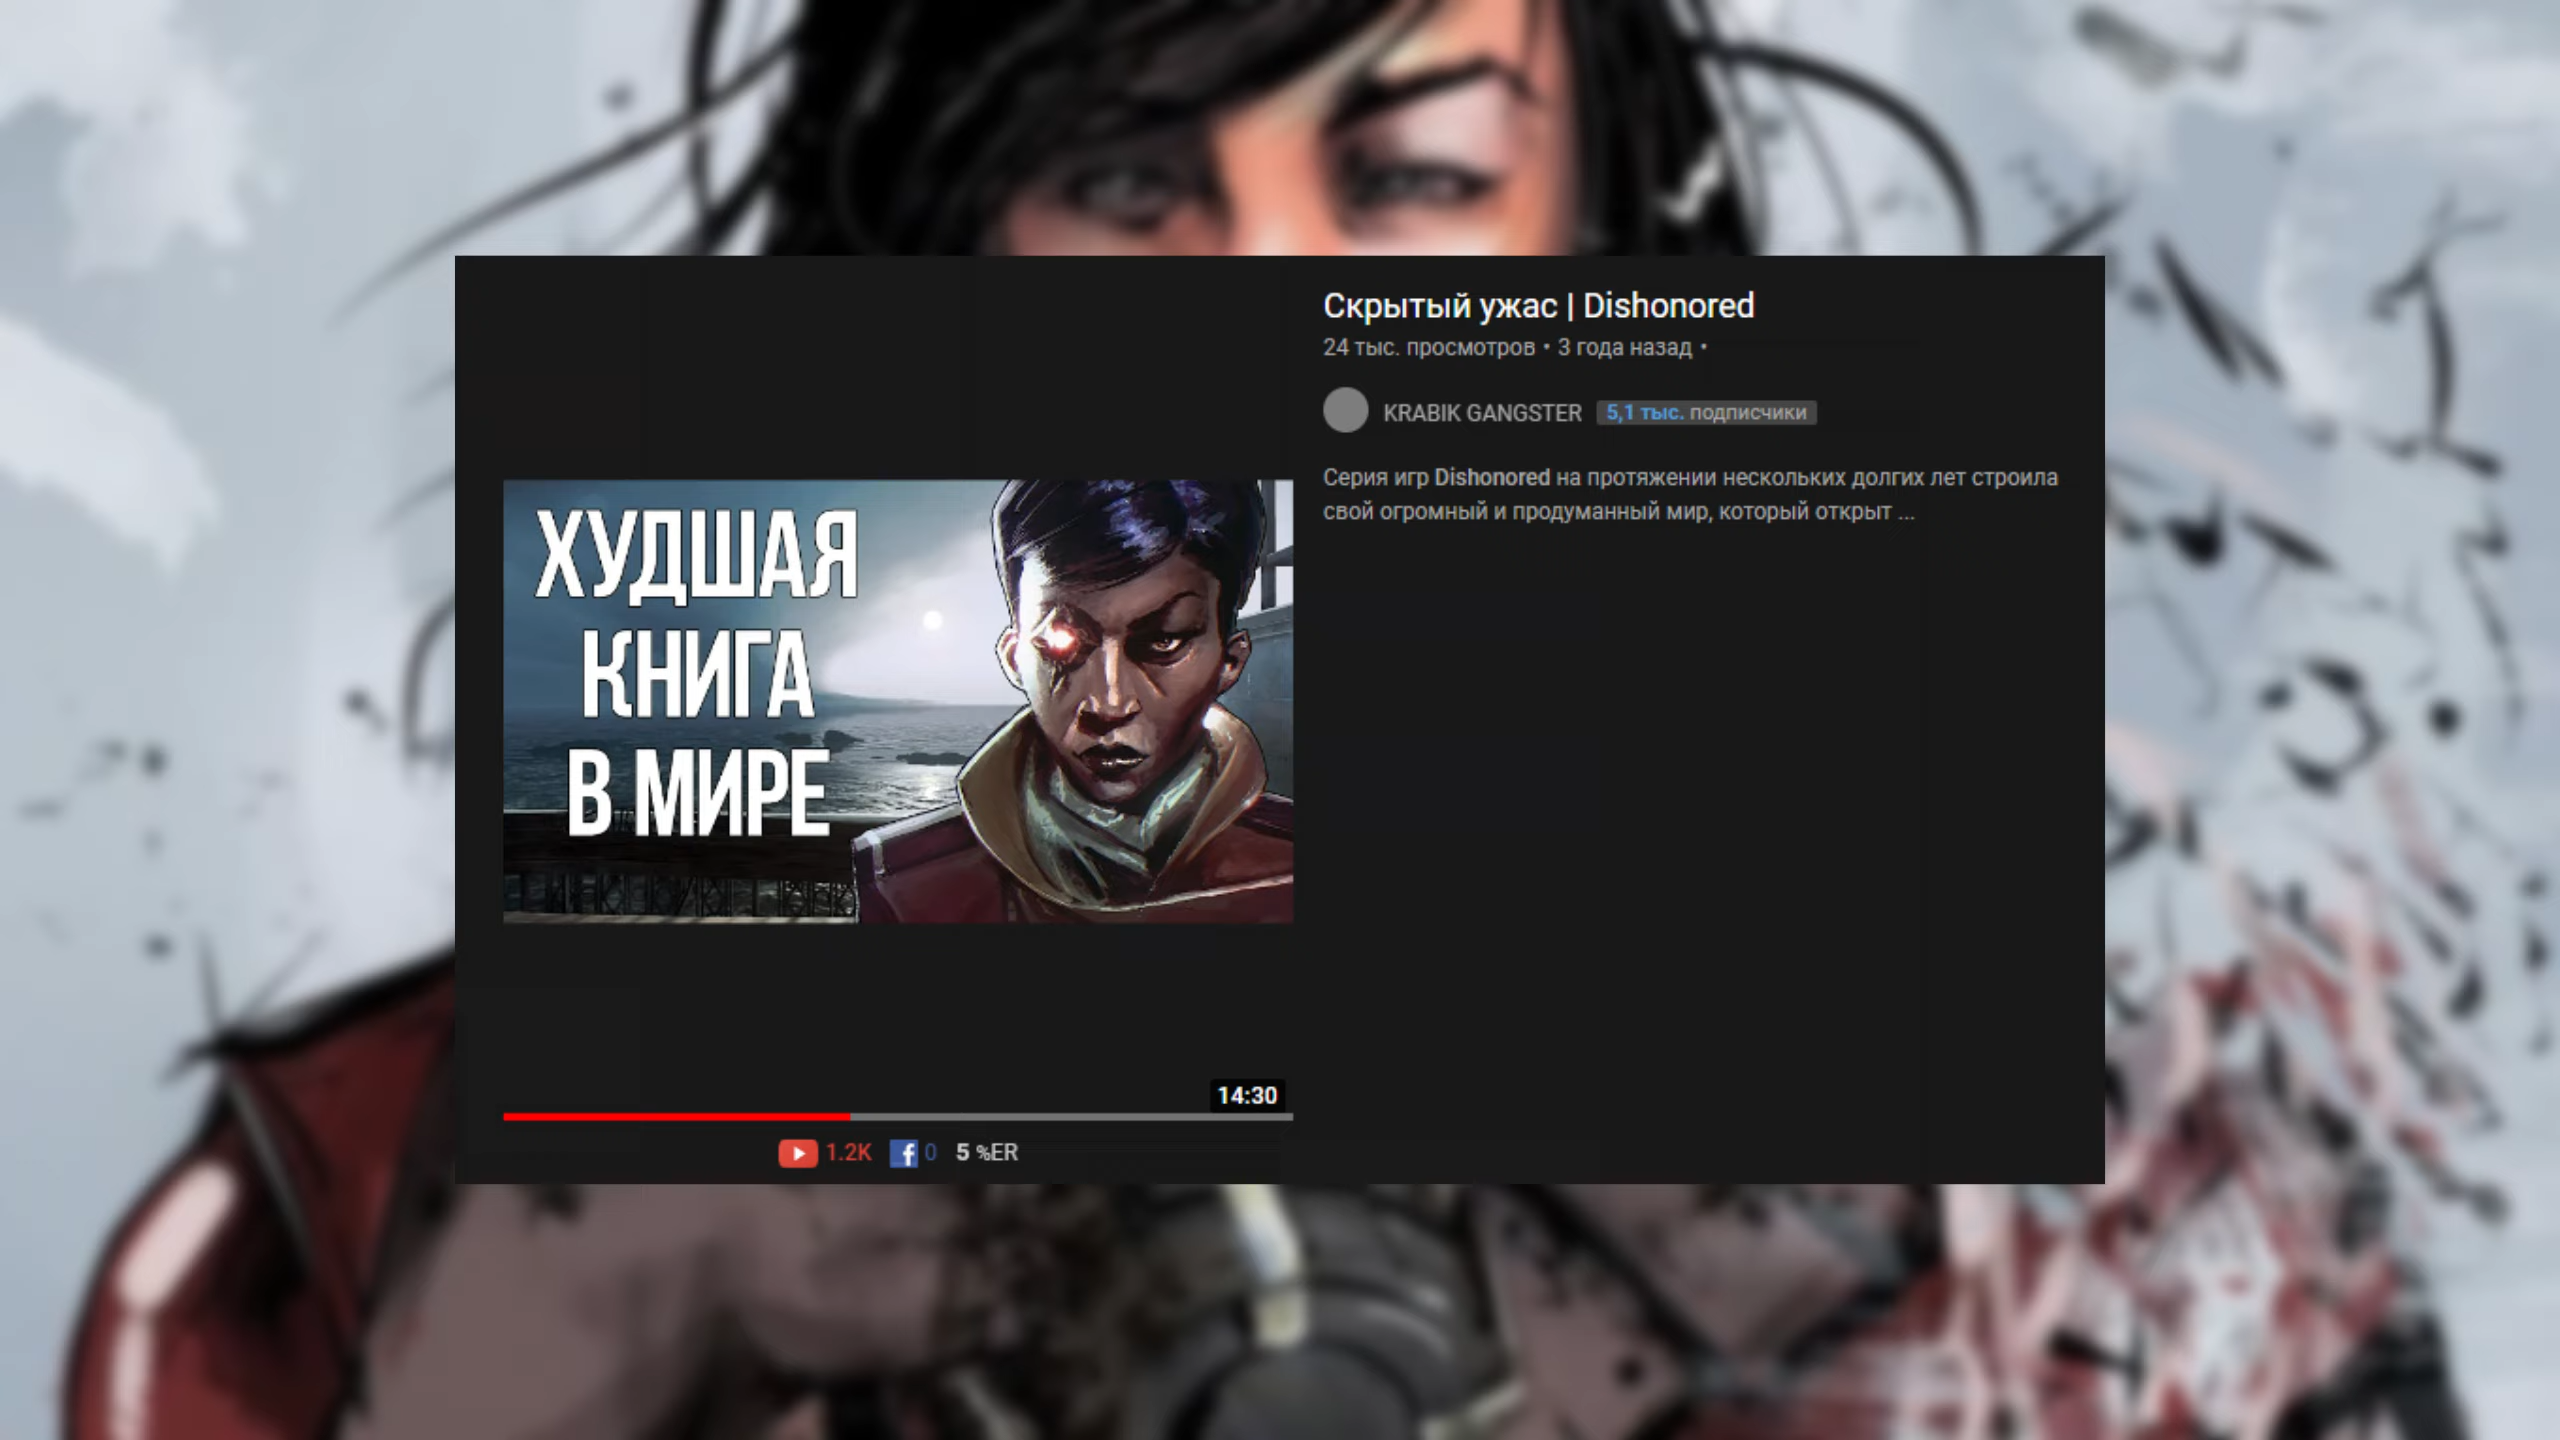 Скрытый ужас | Dishonored
24 тыс. просмотров • 3 года назад •
KRABIK GANGSTER 5,1 тыс. подписчики
Серия игр Dishonored на протяжении нескольких долгих лет строила
свой огромный и продуманный мир, который открыт ...
ХУДШАЯ
КНИГА
В МИРЕ
14:30
1.2K f 0 5 %ER